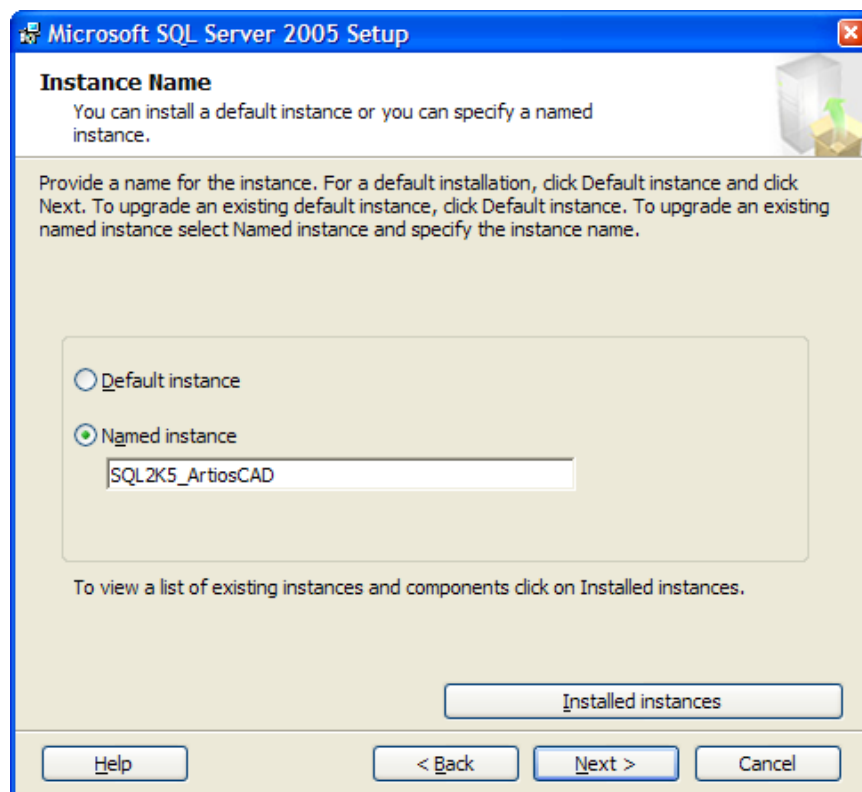 Microsoft SQL Server 2005 Setup
Instance Name
You can install a default instance or you can specify a named
instance.
Provide a name for the instance. For a default installation, click Default instance and click
Next. To upgrade an existing default instance, click Default instance. To upgrade an existing
named instance select Named instance and specify the instance name.
Default instance
Named instance
SQL2K5_ArtiosCAD
To view a list of existing instances and components click on Installed instances.
Installed instances
Help
< Back
Next >
Cancel